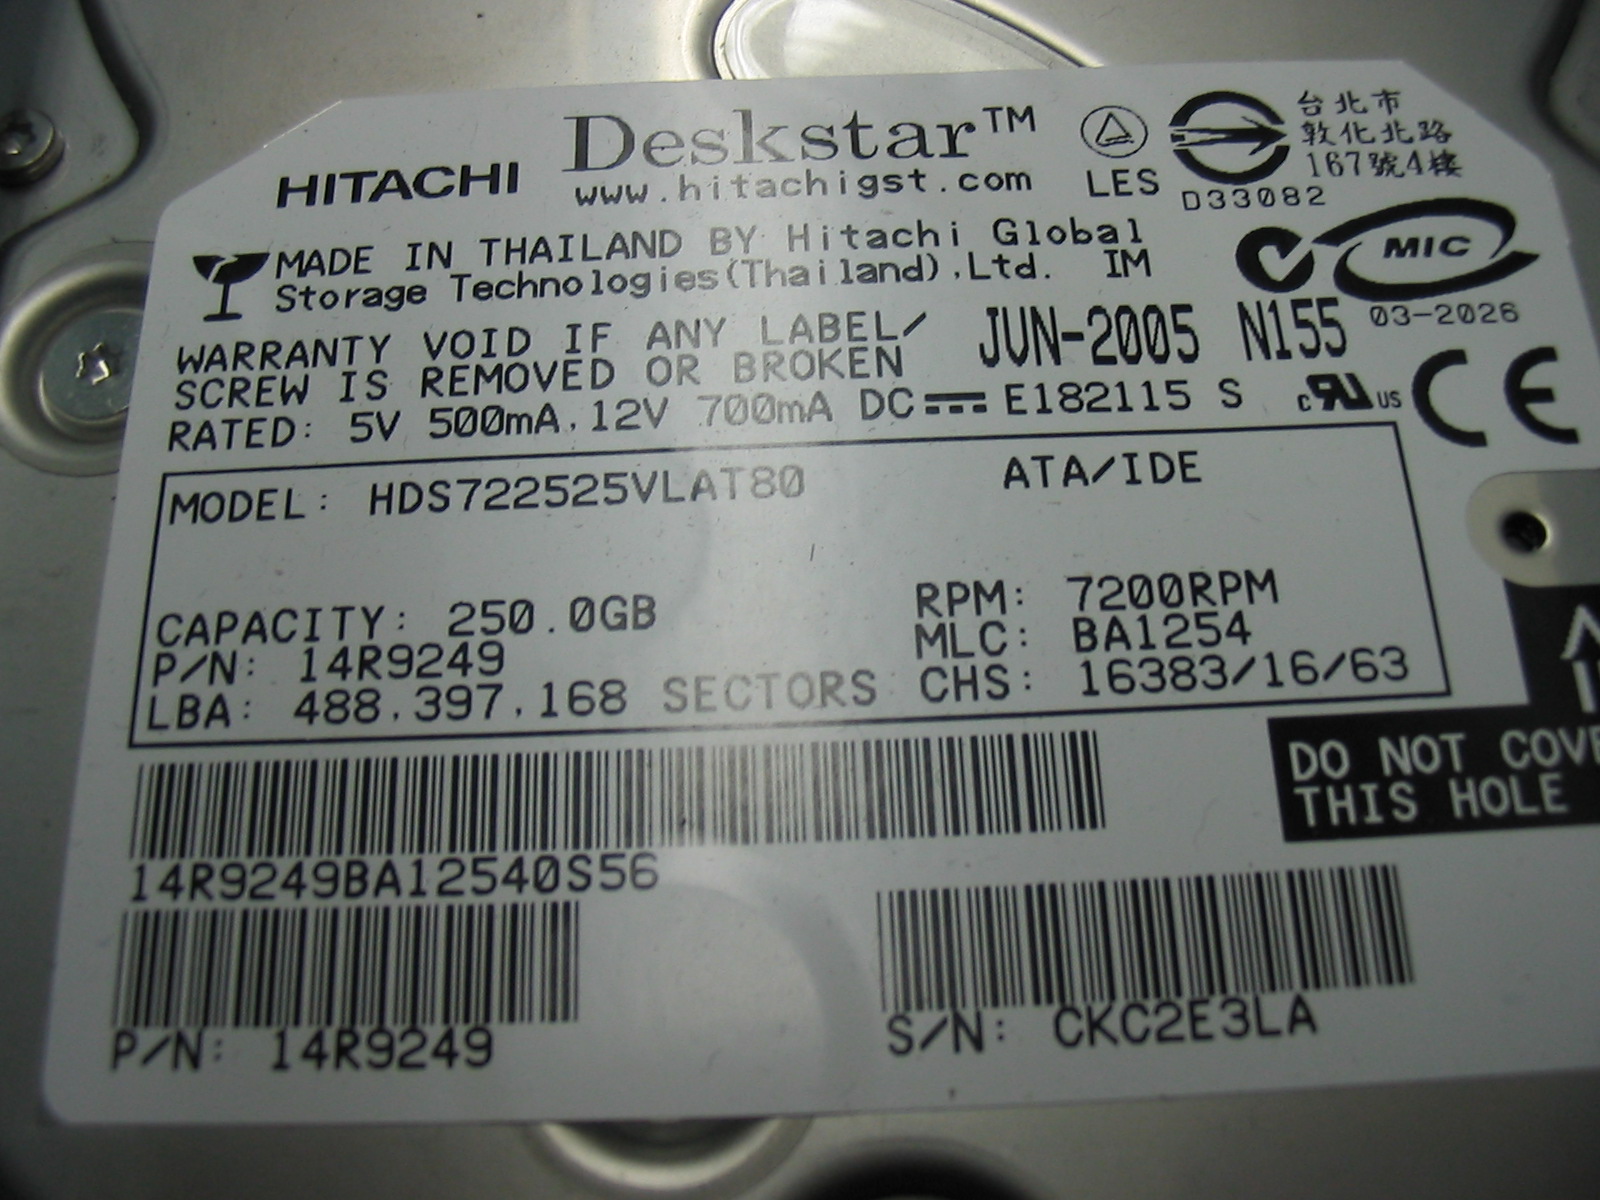 HITACHI Deskstar™
www.hitachigst.com
LES
D33082
台北市
敦化北路
167號4樓
MADE IN THAILAND BY Hitachi Global
Storage Technologies(Thailand),Ltd. IM
MIC
WARRANTY VOID IF ANY LABEL/
SCREW IS REMOVED OR BROKEN
JUN-2005 N155 03-2026
RATED: 5V 500mA, 12V 700mA DC E182115 S
c RU US
CE
MODEL: HDS722525VLAT80 ATA/IDE
CAPACITY: 250.0GB RPM: 7200RPM
P/N: 14R9249 MLC: BA1254
LBA: 488,397,168 SECTORS CHS: 16383/16/63
DO NOT COVE
THIS HOLE
14R9249BA12540S56
P/N: 14R9249
S/N: CKC2E3LA